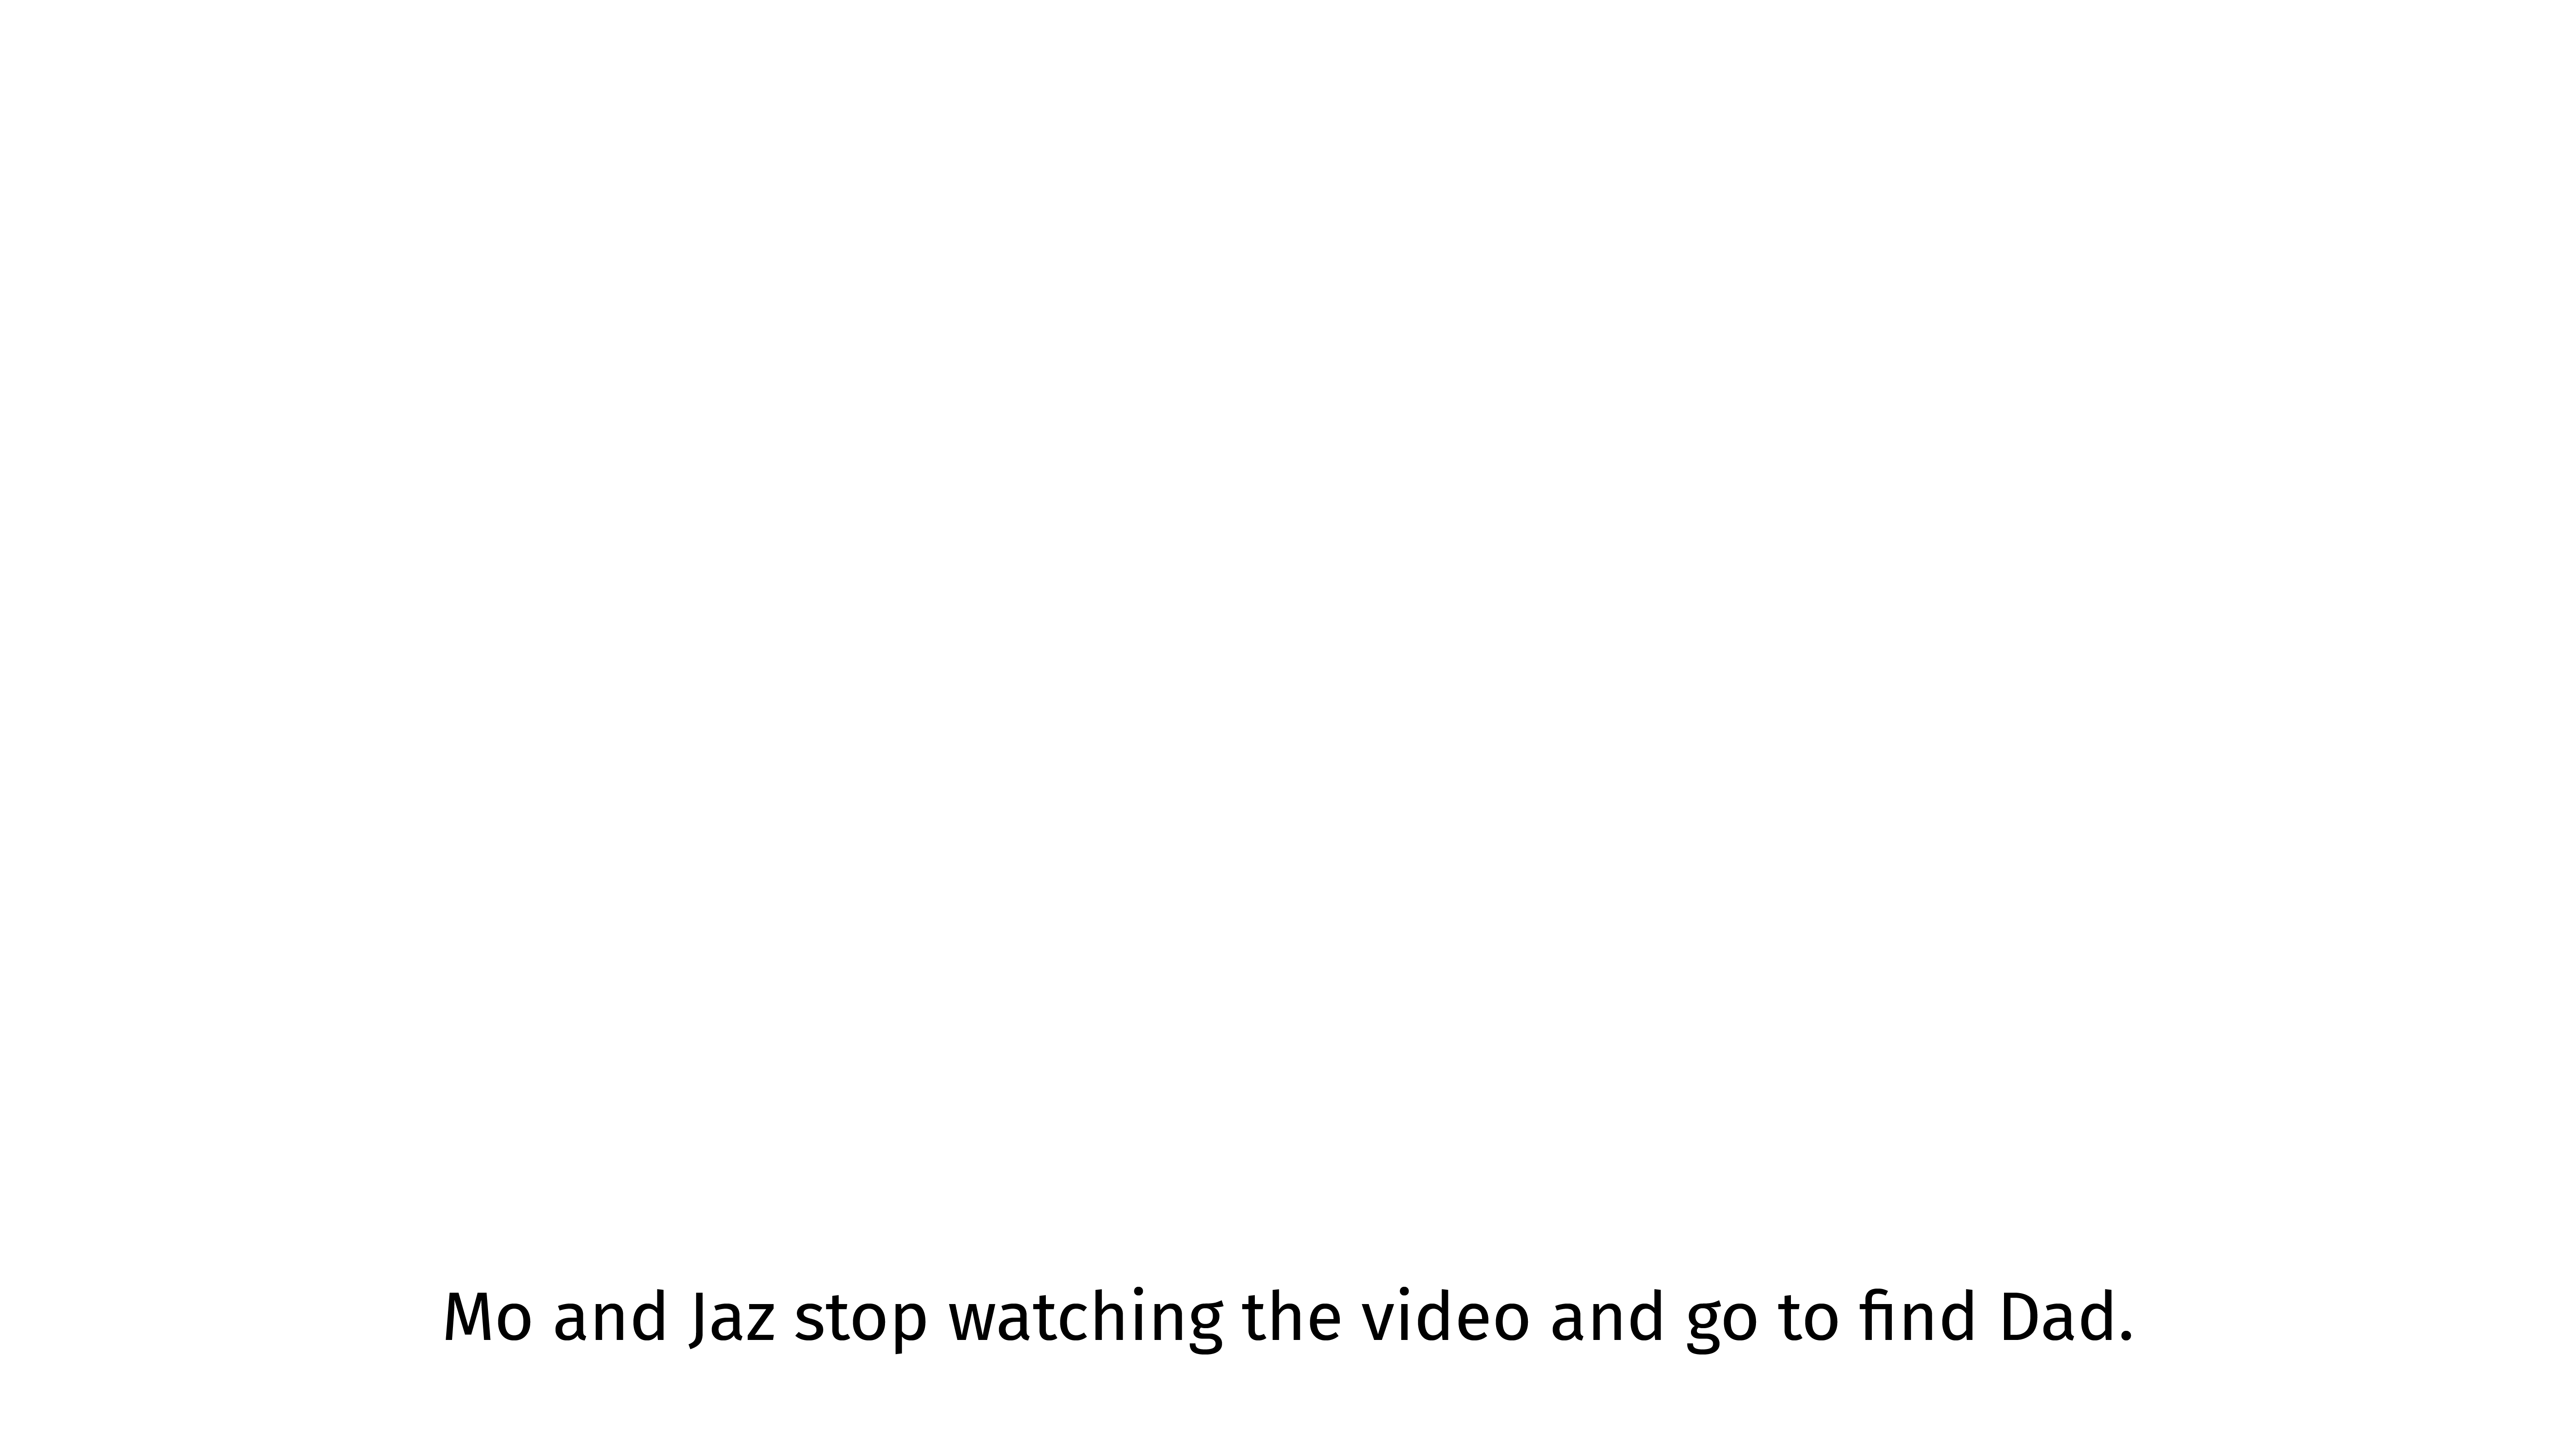 Mo and Jaz stop watching the video and go to find Dad.